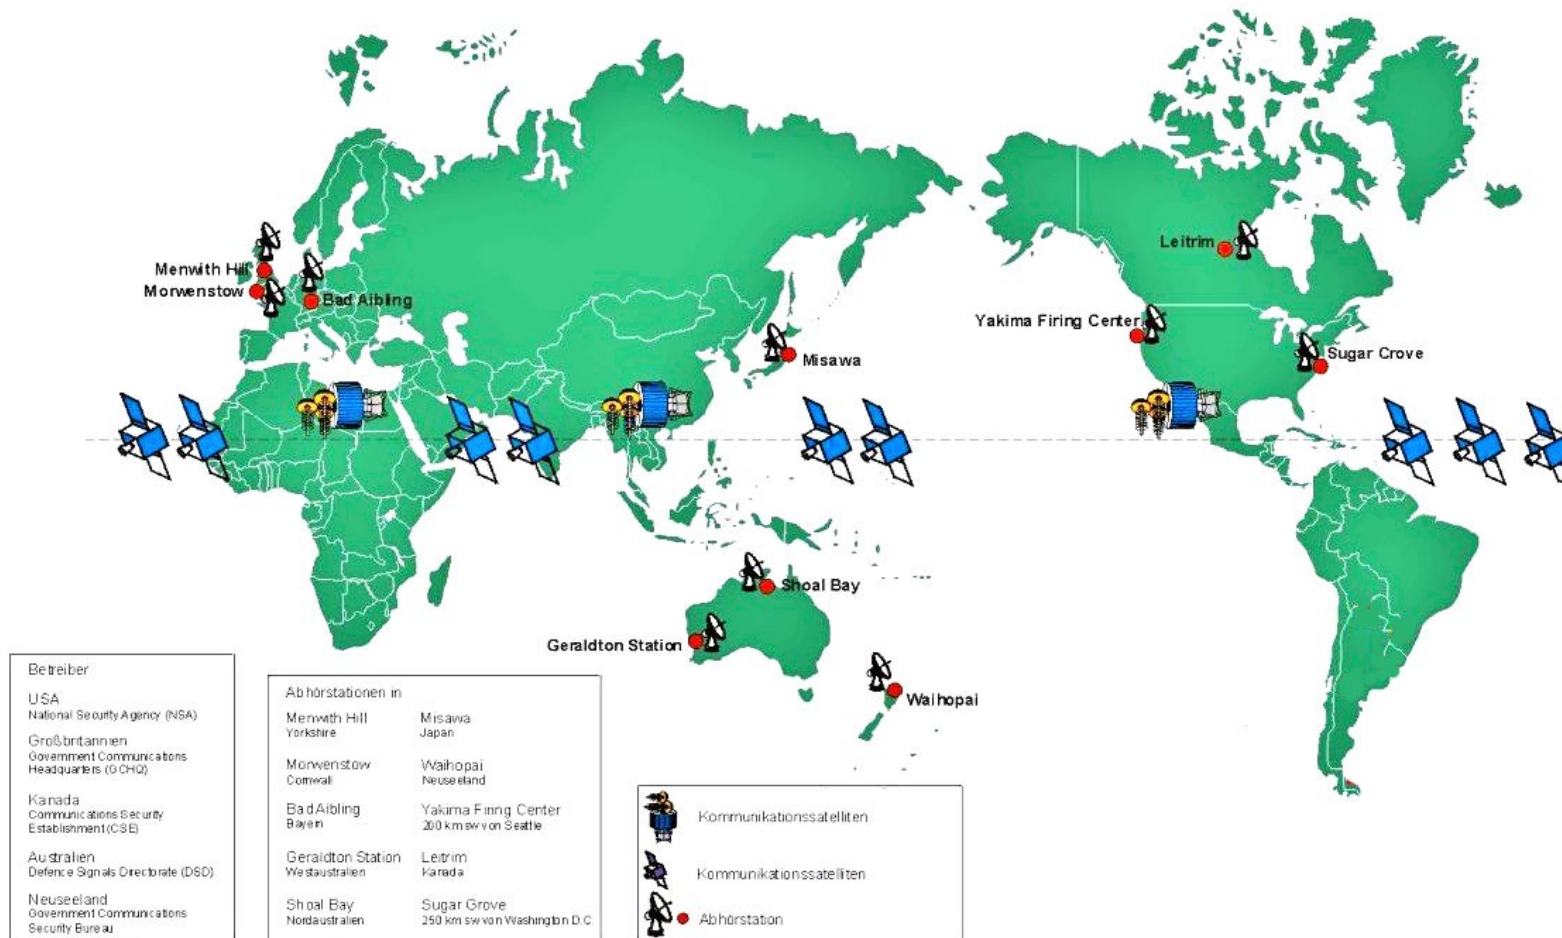 Leitrim
Menwith Hill
Morwenstow
Bad Aibling
Yakima Firing Center
Sugar Crove
Misawa
Shoal Bay
Geraldton Station
Waihopai
Betreiber
USA
National Security Agency (NSA)
Großbritannien
Government Communications
Headquarters (GCHQ)
Kanada
Communications Security
Establishment (CSE)
Australien
Defence Signals Directorate (DSD)
Neuseeland
Government Communications
Security Bureau
Abhörstationen in
Menwith Hill
Yorkshire
Morwenstow
Cornwall
Bad Aibling
Bayern
Geraldton Station
Westaustralien
Shoal Bay
Nordaustralien
Misawa
Japan
Waihopai
Neuseeland
Yakima Firing Center
200 km sw von Seattle
Leitrim
Kanada
Sugar Grove
250 km sw von Washington D.C.
Kommunikationssatelliten
Kommunikationssatelliten
Abhörstation